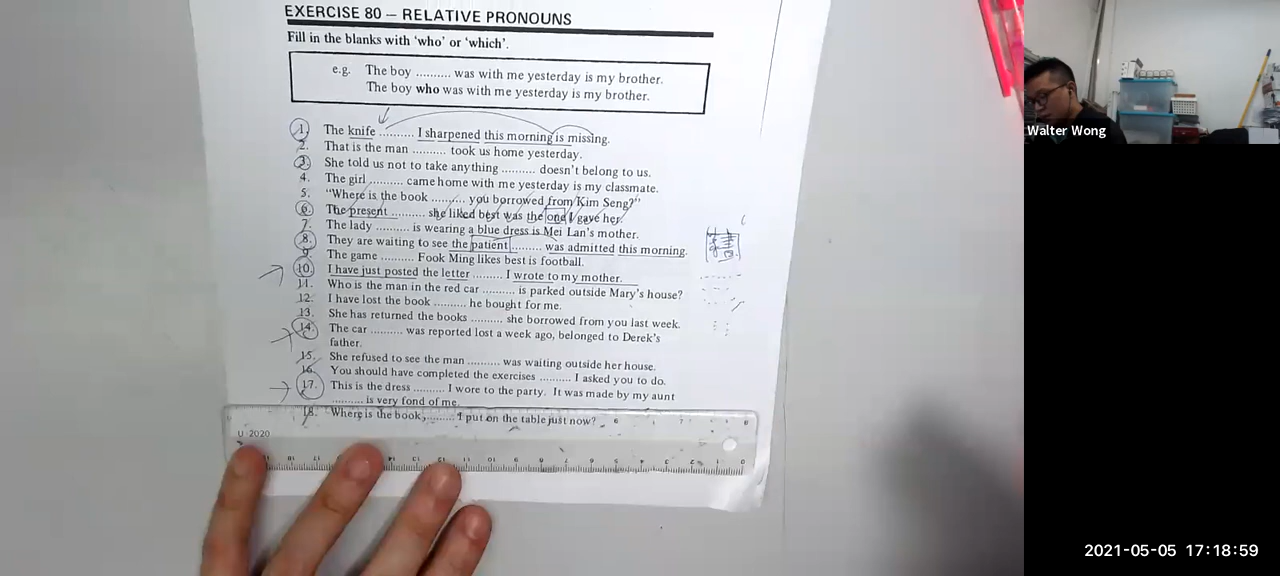 EXERCISE 80 – RELATIVE PRONOUNS
Fill in the blanks with ‘who’ or ‘which’.
e.g. The boy .......... was with me yesterday is my brother.
The boy who was with me yesterday is my brother.
1. The knife .......... I sharpened this morning is missing.
2. That is the man .......... took us home yesterday.
3. She told us not to take anything .......... doesn’t belong to us.
4. The girl .......... came home with me yesterday is my classmate.
5. “Where is the book .......... you borrowed from Kim Seng?”
6. The present .......... she liked best was the one I gave her.
7. The lady .......... is wearing a blue dress is Mei Lan’s mother.
8. They are waiting to see the patient .......... was admitted this morning.
9. The game .......... Fook Ming likes best is football.
10. I have just posted the letter .......... I wrote to my mother.
11. Who is the man in the red car .......... is parked outside Mary’s house?
12. I have lost the book .......... he bought for me.
13. She has returned the books .......... she borrowed from you last week.
14. The car .......... was reported lost a week ago, belonged to Derek’s
father.
15. She refused to see the man .......... was waiting outside her house.
16. You should have completed the exercises .......... I asked you to do.
17. This is the dress .......... I wore to the party. It was made by my aunt
.......... is very fond of me.
18. “Where is the book, .......... I put on the table just now?
U 2020
Walter Wong
2021-05-05 17:18:59